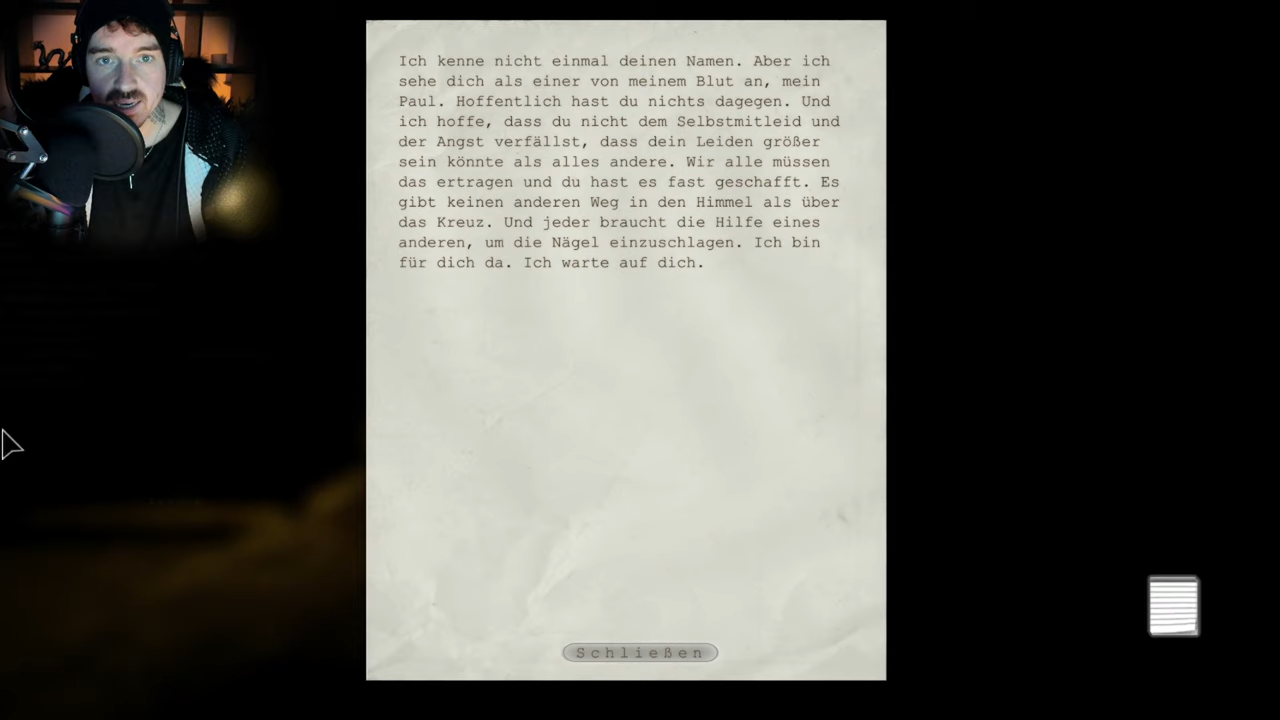 Ich kenne nicht einmal deinen Namen. Aber ich
sehe dich als einer von meinem Blut an, mein
Paul. Hoffentlich hast du nichts dagegen. Und
ich hoffe, dass du nicht dem Selbstmitleid und
der Angst verfällst, dass dein Leiden größer
sein könnte als alles andere. Wir alle müssen
das ertragen und du hast es fast geschafft. Es
gibt keinen anderen Weg in den Himmel als über
das Kreuz. Und jeder braucht die Hilfe eines
anderen, um die Nägel einzuschlagen. Ich bin
für dich da. Ich warte auf dich.
Schließen